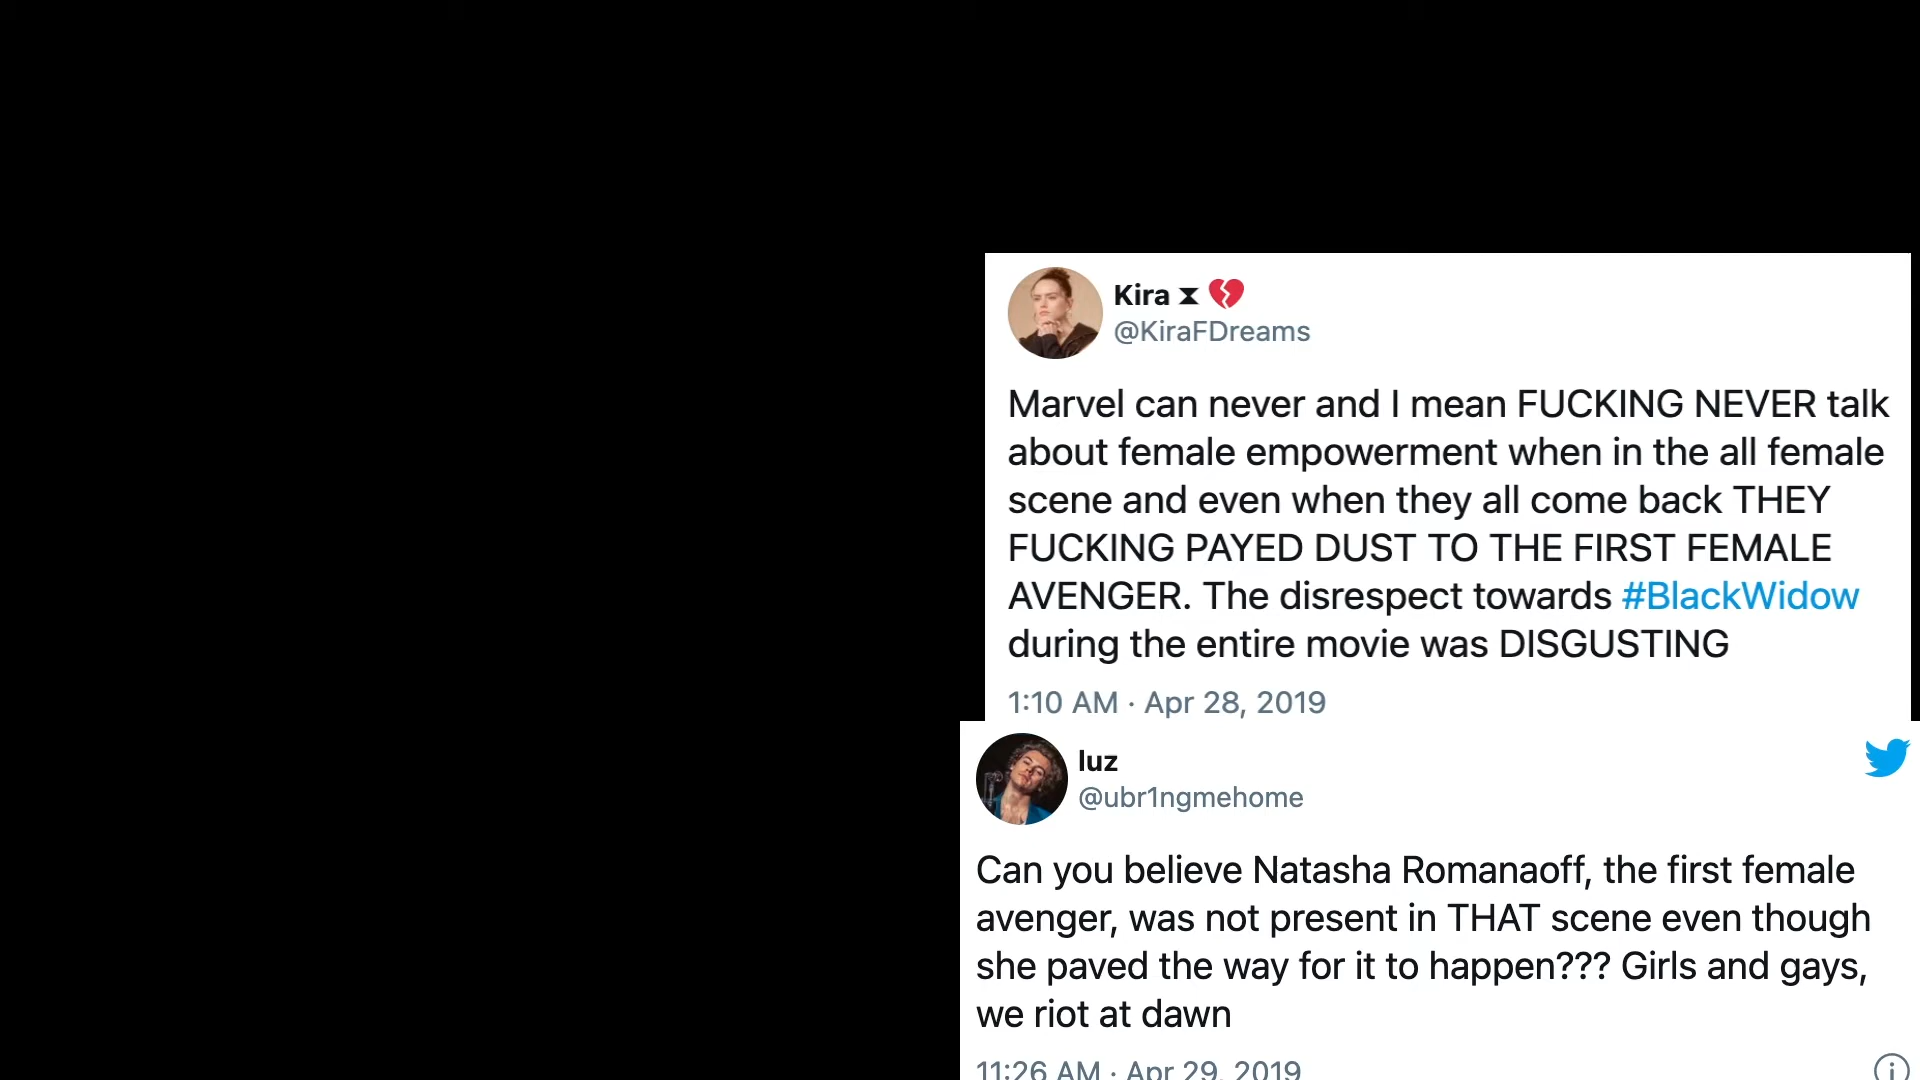 Kira ⧗ 💔
@KiraFDreams
Marvel can never and I mean FUCKING NEVER talk
about female empowerment when in the all female
scene and even when they all come back THEY
FUCKING PAYED DUST TO THE FIRST FEMALE
AVENGER. The disrespect towards #BlackWidow
during the entire movie was DISGUSTING
1:10 AM · Apr 28, 2019
luz
@ubr1ngmehome
Can you believe Natasha Romanaoff, the first female
avenger, was not present in THAT scene even though
she paved the way for it to happen??? Girls and gays,
we riot at dawn
11:26 AM · Apr 29, 2019